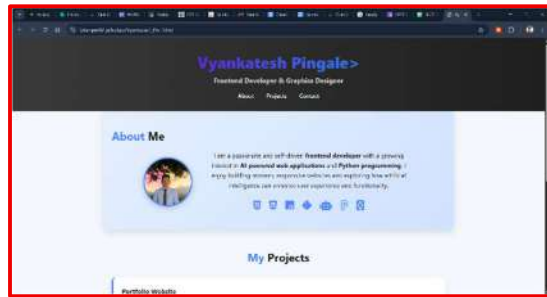 Vyankatesh Pingale>
Frontend Developer & Graphics Designer
About Projects Contact
About Me
I am a passionate and self-driven frontend developer with a growing
interest in AI-powered web applications and Python programming. I
enjoy building modern, responsive websites and exploring how artificial
intelligence can enhance user experience and functionality.
My Projects
Portfolio Website